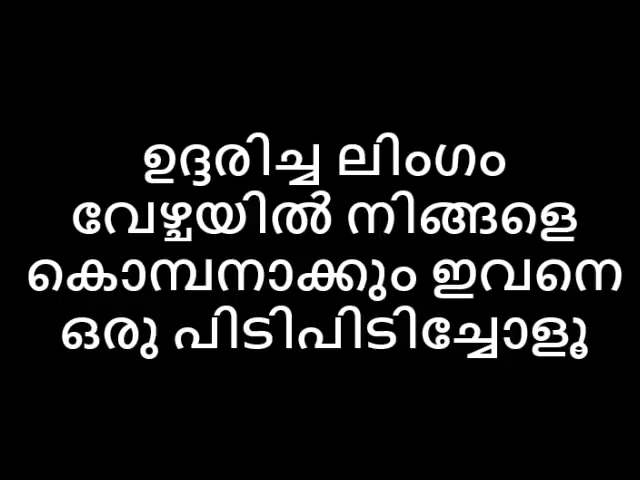 ഉദ്ദരിച്ച ലിംഗം
വേഴ്ചയിൽ നിങ്ങളെ
കൊമ്പനാക്കും ഇവനെ
ഒരു പിടിപിടിച്ചോളൂ